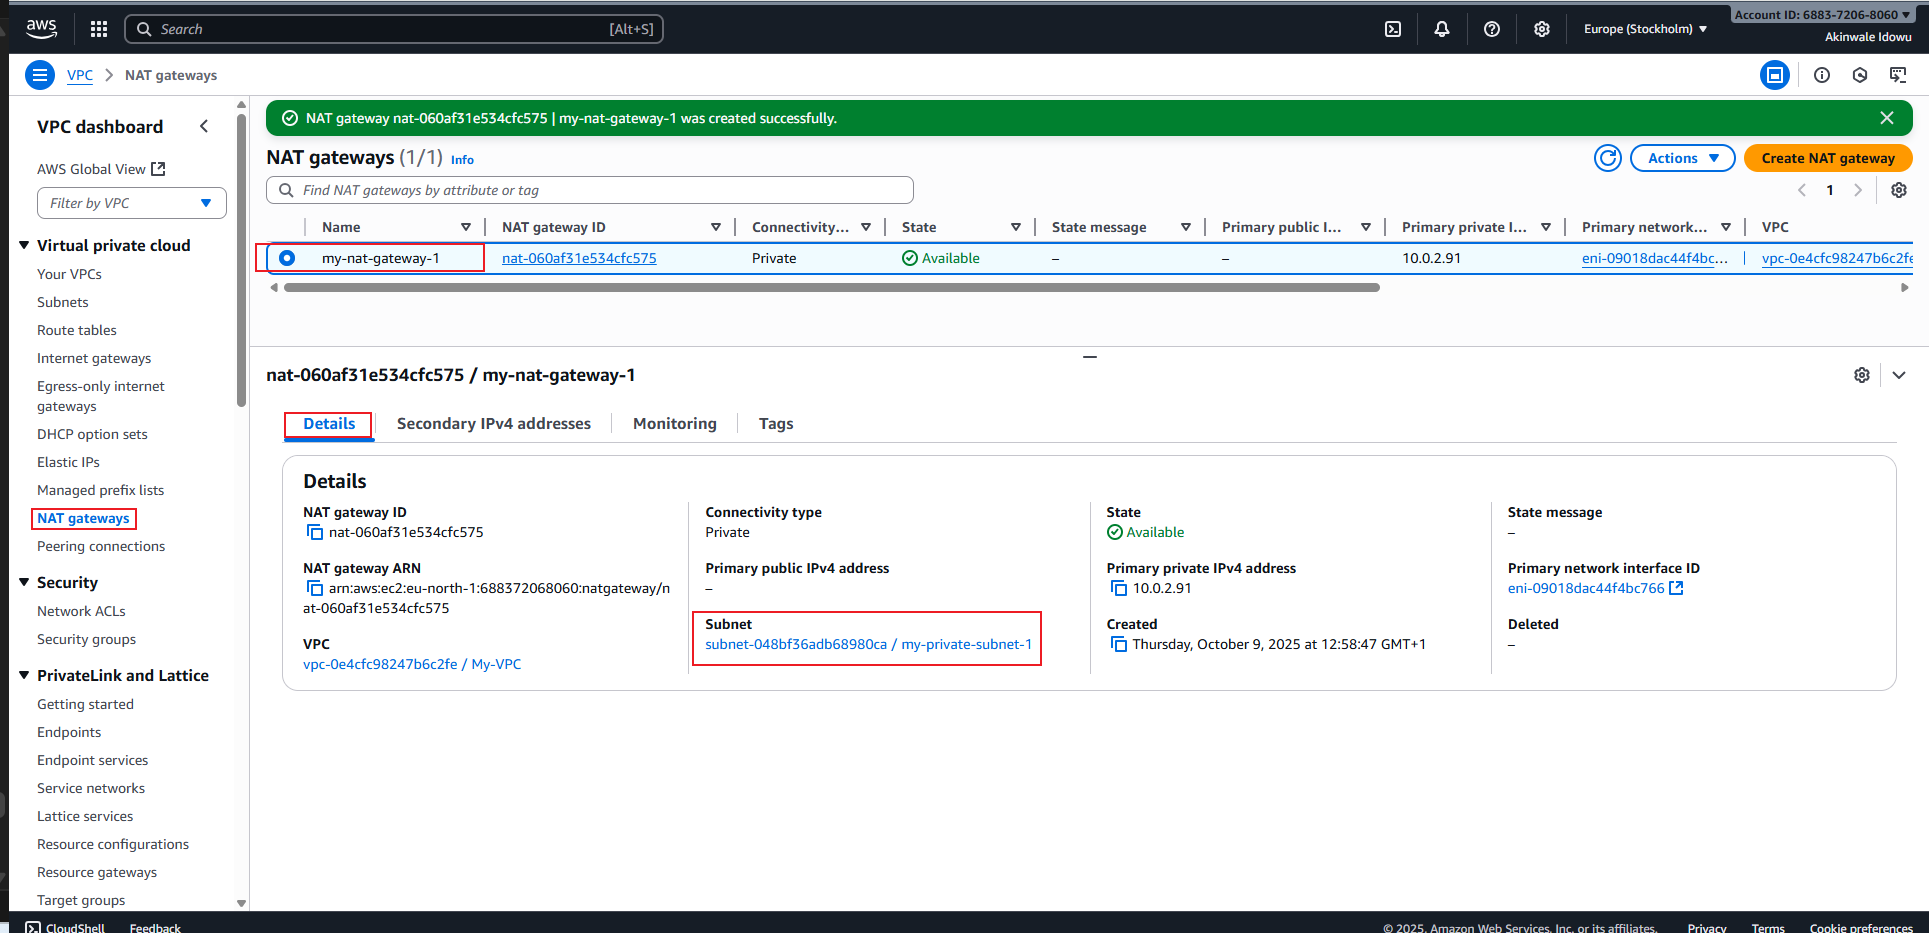 aws
Search [Alt+S]
Europe (Stockholm)
Account ID: 6883-7206-8060
Akinwale Idowu
VPC
NAT gateways
VPC dashboard
AWS Global View
Filter by VPC
Virtual private cloud
Your VPCs
Subnets
Route tables
Internet gateways
Egress-only internet
gateways
DHCP option sets
Elastic IPs
Managed prefix lists
NAT gateways
Peering connections
Security
Network ACLs
Security groups
PrivateLink and Lattice
Getting started
Endpoints
Endpoint services
Service networks
Lattice services
Resource configurations
Resource gateways
Target groups
NAT gateway nat-060af31e534cfc575 | my-nat-gateway-1 was created successfully.
NAT gateways (1/1) Info
Actions
Create NAT gateway
Find NAT gateways by attribute or tag
1
Name NAT gateway ID Connectivity... State State message Primary public I... Primary private I... Primary network... VPC
my-nat-gateway-1 nat-060af31e534cfc575 Private Available – – 10.0.2.91 eni-09018dac44f4bc... vpc-0e4cfc98247b6c2fe
nat-060af31e534cfc575 / my-nat-gateway-1
Details Secondary IPv4 addresses Monitoring Tags
Details
NAT gateway ID
nat-060af31e534cfc575
NAT gateway ARN
arn:aws:ec2:eu-north-1:688372068060:natgateway/n
at-060af31e534cfc575
VPC
vpc-0e4cfc98247b6c2fe / My-VPC
Connectivity type
Private
Primary public IPv4 address
–
Subnet
subnet-048bf36adb68980ca / my-private-subnet-1
State
Available
Primary private IPv4 address
10.0.2.91
Created
Thursday, October 9, 2025 at 12:58:47 GMT+1
State message
–
Primary network interface ID
eni-09018dac44f4bc766
Deleted
–
CloudShell Feedback
© 2025, Amazon Web Services, Inc. or its affiliates. Privacy Terms Cookie preferences